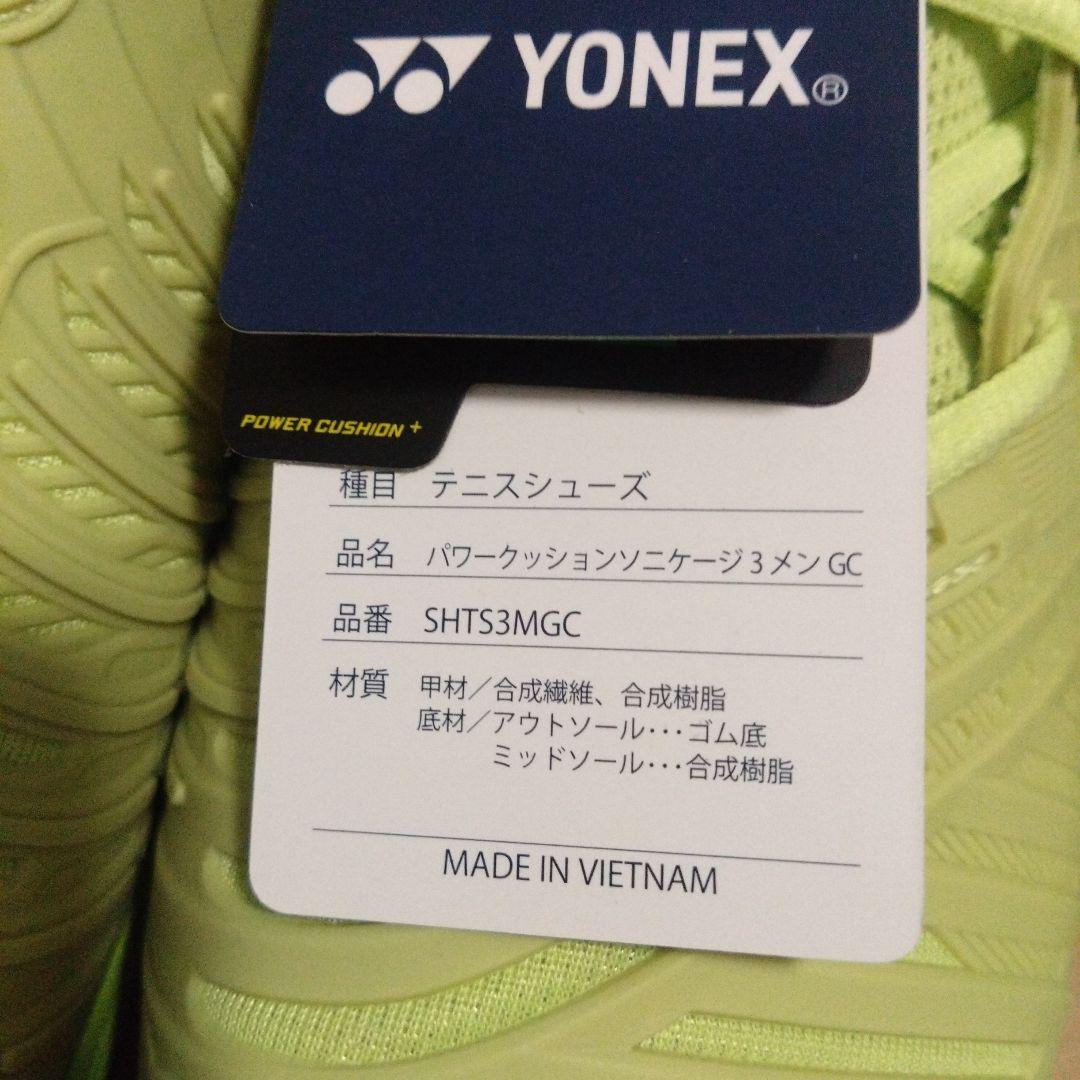 YONEX®
POWER CUSHION +
種目 テニスシューズ
品名 パワークッションソニケージ 3 メン GC
品番 SHTS3MGC
材質 甲材／合成繊維、合成樹脂
底材／アウトソール･･･ゴム底
ミッドソール･･･合成樹脂
MADE IN VIETNAM